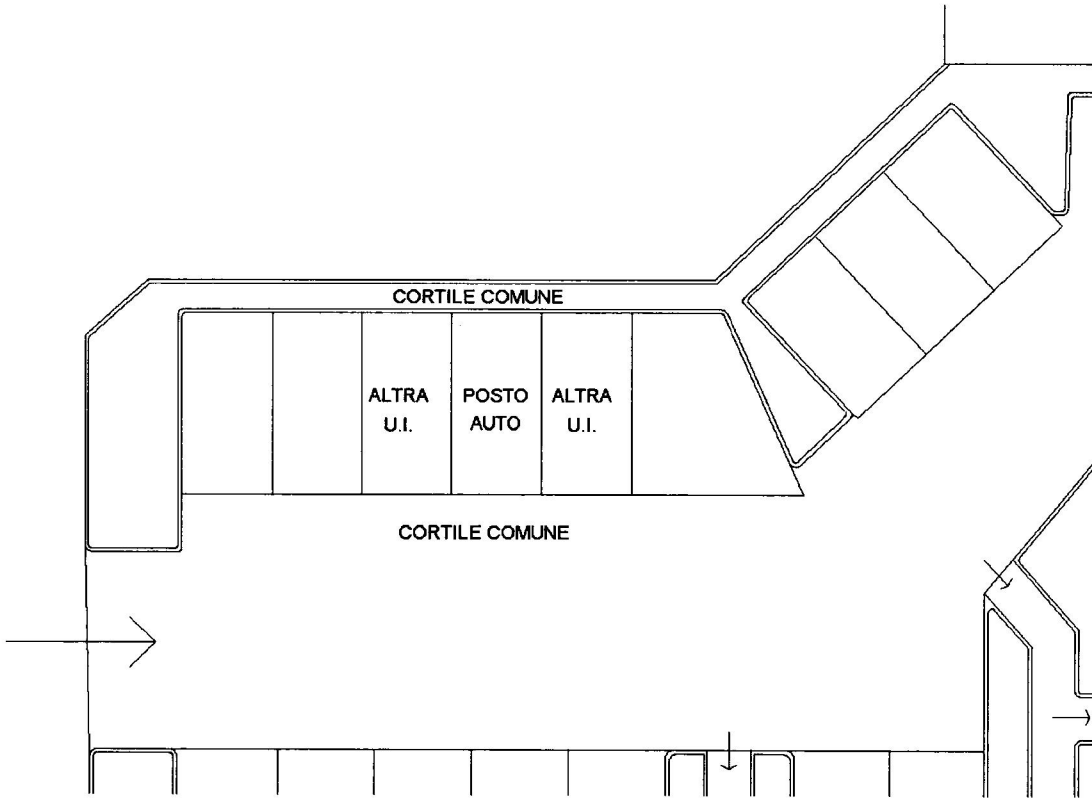 CORTILE COMUNE
ALTRA
U.I.
POSTO
AUTO
ALTRA
U.I.
CORTILE COMUNE